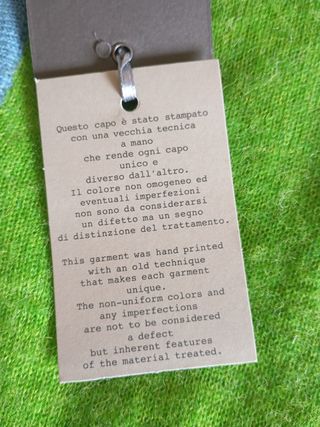 Questo capo è stato stampato
con una vecchia tecnica
a mano
che rende ogni capo
unico e
diverso dall'altro.
Il colore non omogeneo ed
eventuali imperfezioni
non sono da considerarsi
un difetto ma un segno
di distinzione del trattamento.
This garment was hand printed
with an old technique
that makes each garment
unique.
The non-uniform colors and
any imperfections
are not to be considered
a defect
but inherent features
of the material treated.